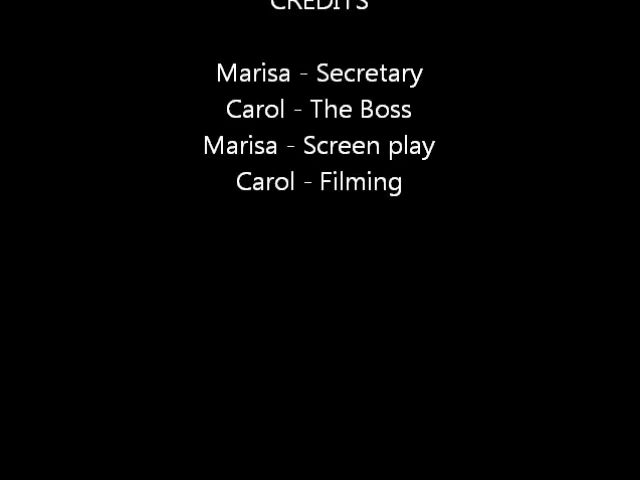 CREDITS
Marisa - Secretary
Carol - The Boss
Marisa - Screen play
Carol - Filming